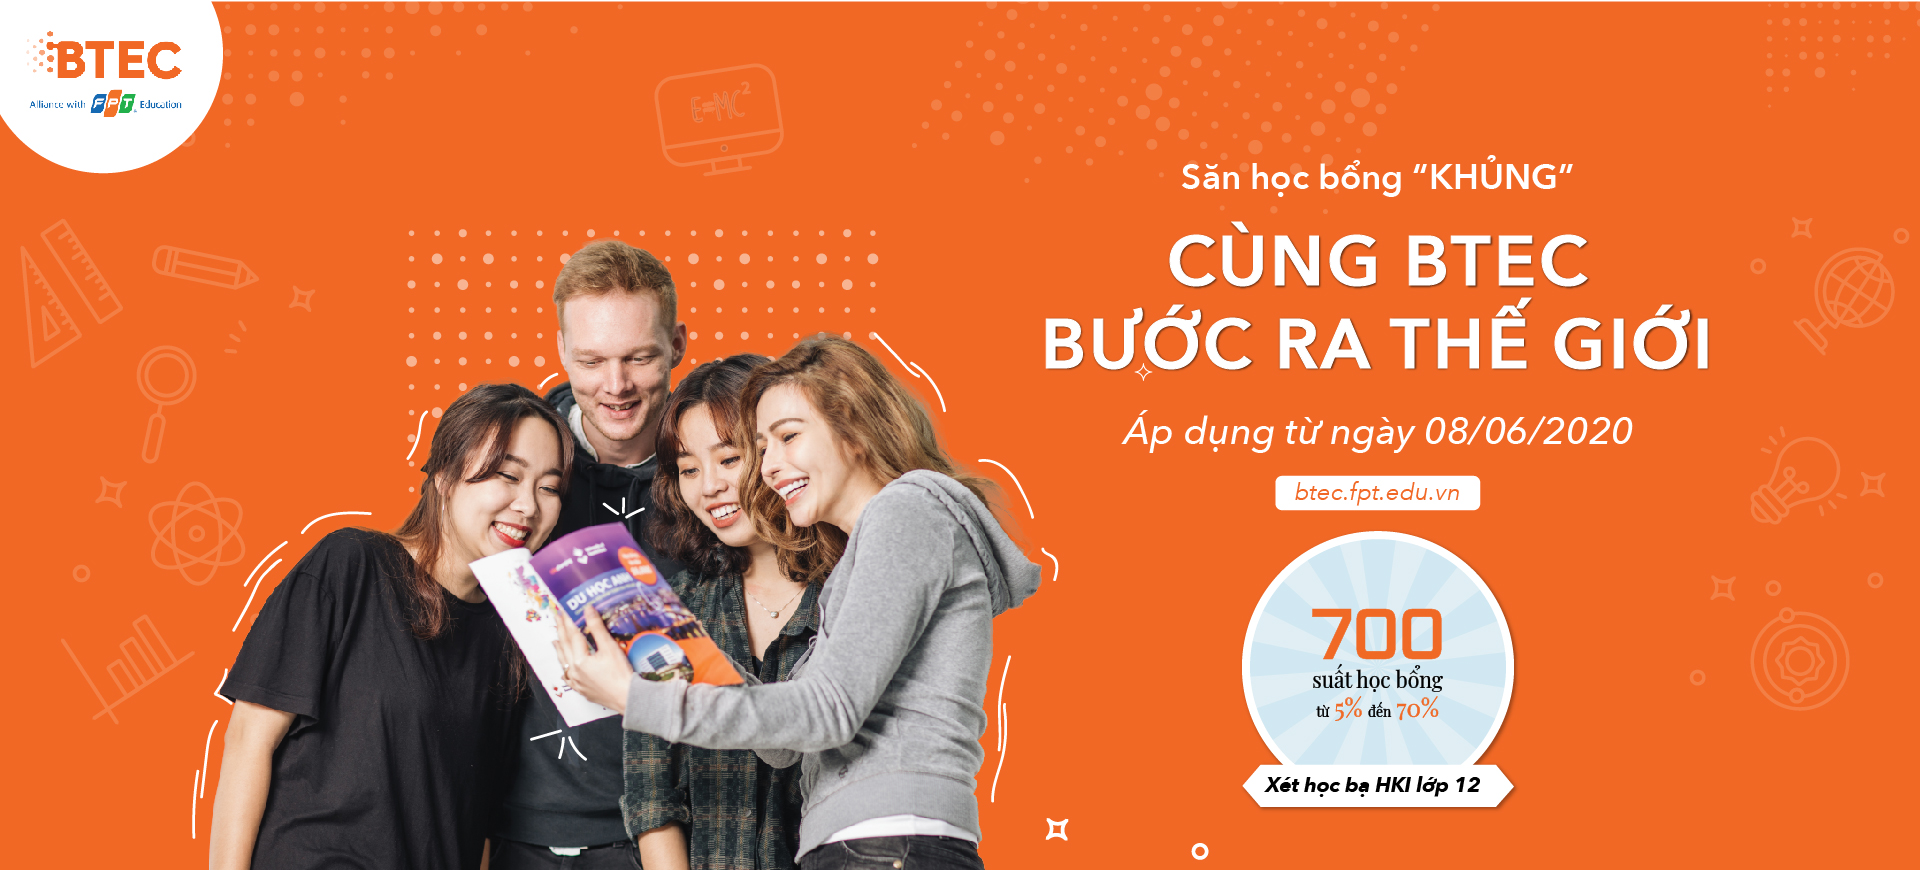 BTEC
Alliance with FPT Education
E=MC²
Săn học bổng “KHỦNG”
CÙNG BTEC
BƯỚC RA THẾ GIỚI
Áp dụng từ ngày 08/06/2020
btec.fpt.edu.vn
DU HỌC ANH
700
suất học bổng
từ 5% đến 70%
Xét học bạ HKI lớp 12